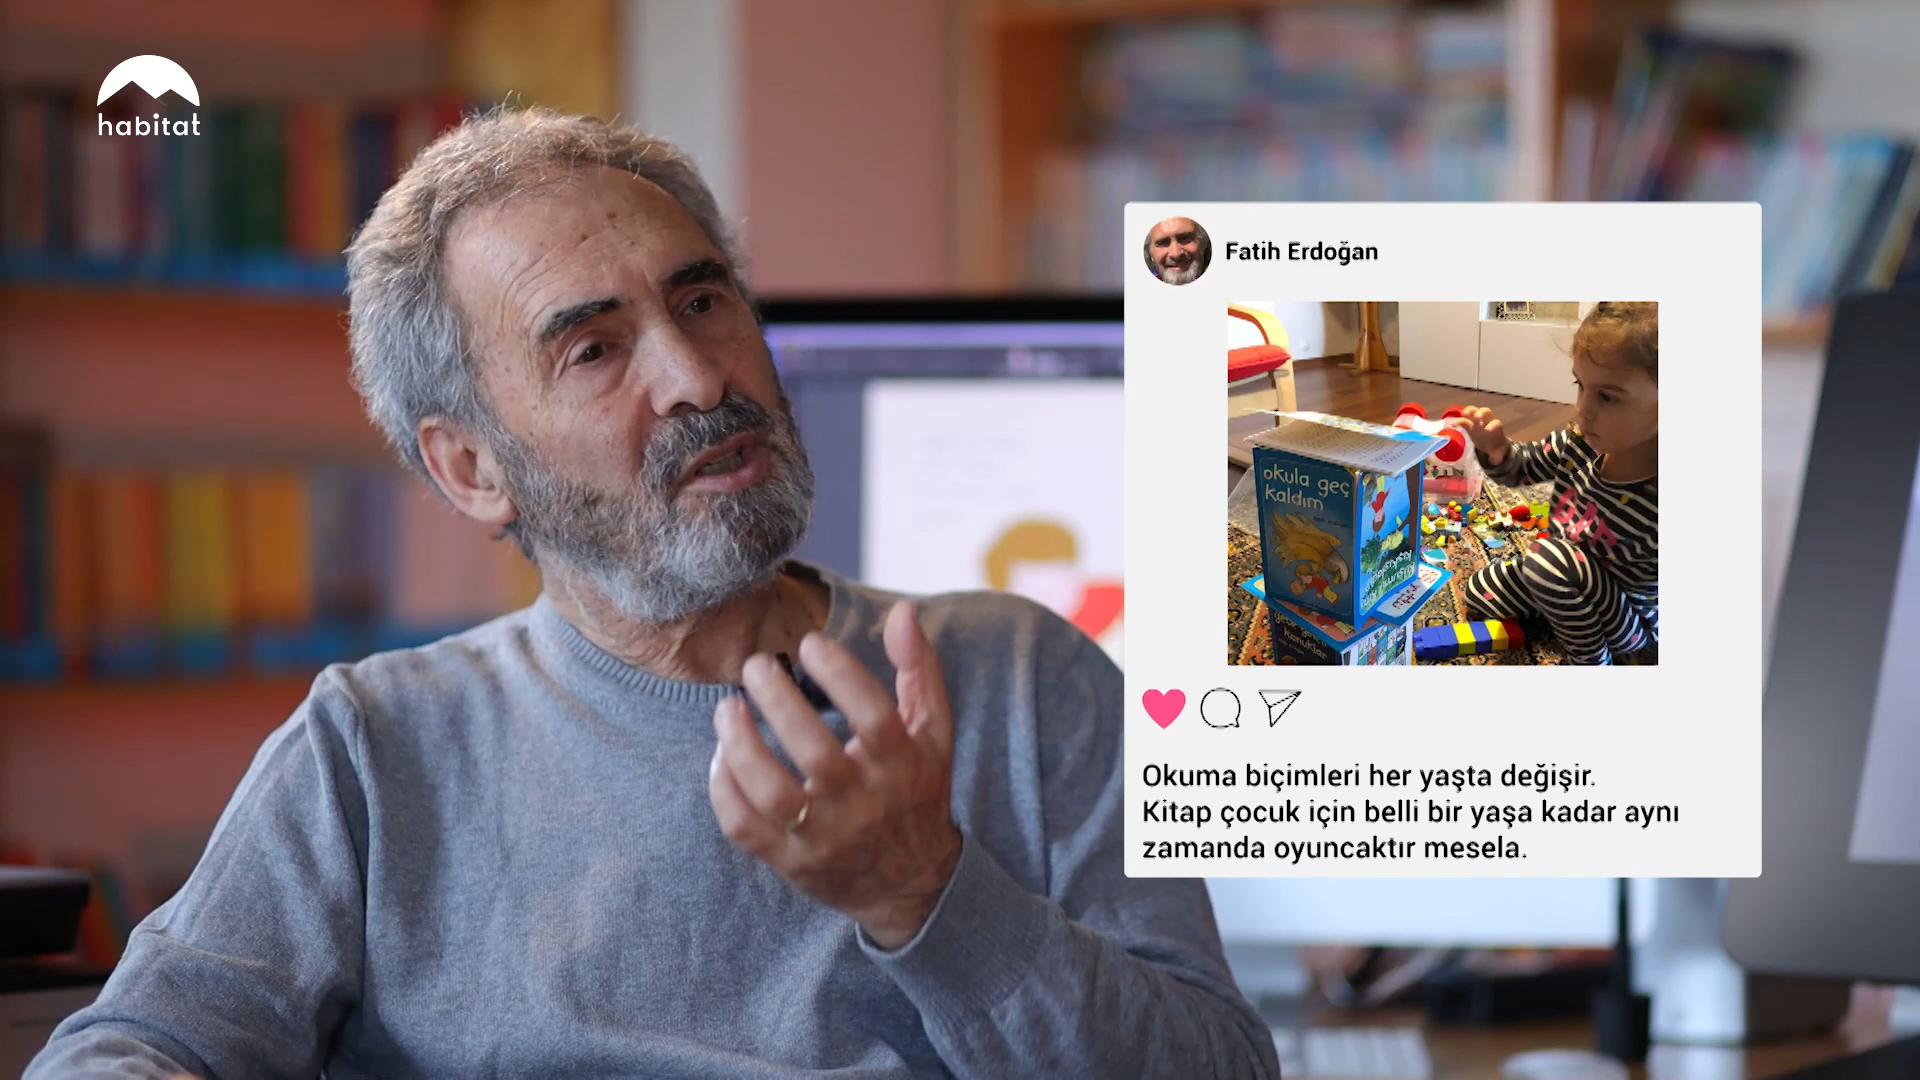 habitat
Fatih Erdoğan
okula geç
kaldım
konuklar
Okuma biçimleri her yaşta değişir.
Kitap çocuk için belli bir yaşa kadar aynı
zamanda oyuncaktır mesela.